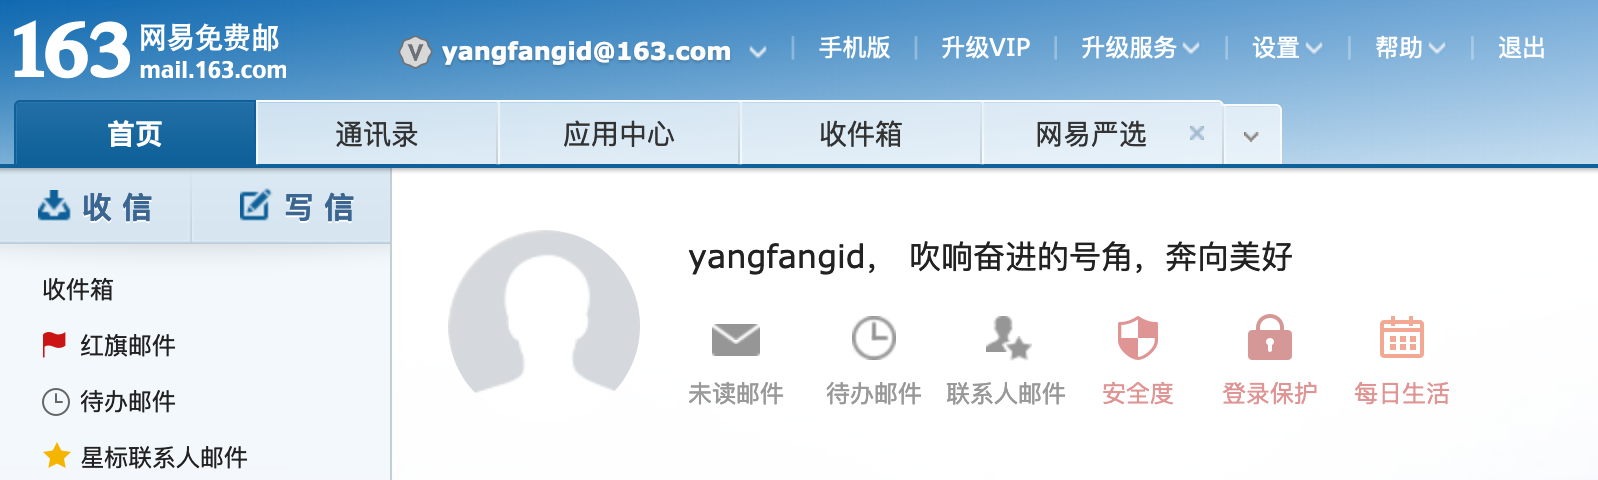 163 网易免费邮
mail.163.com
V yangfangid@163.com 手机版 升级VIP 升级服务 设置 帮助 退出
首页 通讯录 应用中心 收件箱 网易严选
收信 写信
yangfangid， 吹响奋进的号角，奔向美好
收件箱
红旗邮件
待办邮件
星标联系人邮件
未读邮件 待办邮件 联系人邮件 安全度 登录保护 每日生活